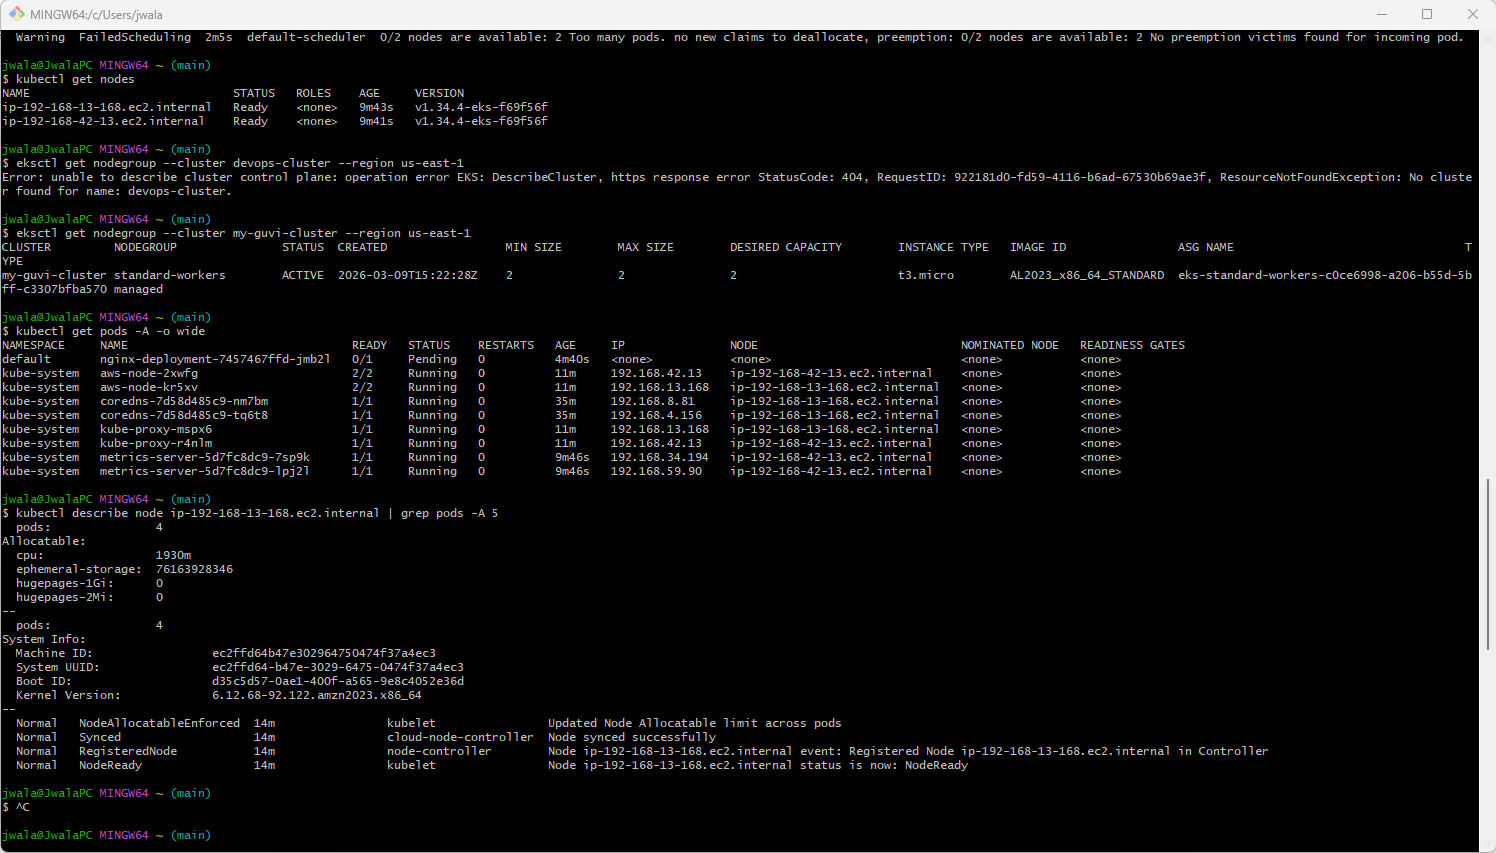 MINGW64:/c/Users/jwala
Warning  FailedScheduling  2m5s  default-scheduler  0/2 nodes are available: 2 Too many pods. no new claims to deallocate, preemption: 0/2 nodes are available: 2 No preemption victims found for incoming pod.
jwala@JwalaPC MINGW64 ~ (main)
$ kubectl get nodes
NAME                             STATUS   ROLES    AGE     VERSION
ip-192-168-13-168.ec2.internal   Ready    <none>   9m43s   v1.34.4-eks-f69f56f
ip-192-168-42-13.ec2.internal    Ready    <none>   9m41s   v1.34.4-eks-f69f56f
jwala@JwalaPC MINGW64 ~ (main)
$ eksctl get nodegroup --cluster devops-cluster --region us-east-1
Error: unable to describe cluster control plane: operation error EKS: DescribeCluster, https response error StatusCode: 404, RequestID: 922181d0-fd59-4116-b6ad-67530b69ae3f, ResourceNotFoundException: No cluste
r found for name: devops-cluster.
jwala@JwalaPC MINGW64 ~ (main)
$ eksctl get nodegroup --cluster my-guvi-cluster --region us-east-1
CLUSTER         NODEGROUP               STATUS  CREATED                 MIN SIZE        MAX SIZE        DESIRED CAPACITY        INSTANCE TYPE   IMAGE ID                ASG NAME                                 T
YPE
my-guvi-cluster standard-workers        ACTIVE  2026-03-09T15:22:28Z    2               2               2                       t3.micro        AL2023_x86_64_STANDARD  eks-standard-workers-c0ce6998-a206-b55d-5b
ff-c3307bfba570 managed
jwala@JwalaPC MINGW64 ~ (main)
$ kubectl get pods -A -o wide
NAMESPACE     NAME                                READY   STATUS    RESTARTS   AGE     IP               NODE                             NOMINATED NODE   READINESS GATES
default       nginx-deployment-7457467ffd-jmb2l   0/1     Pending   0          4m40s   <none>           <none>                           <none>           <none>
kube-system   aws-node-2xwfg                      2/2     Running   0          11m     192.168.42.13    ip-192-168-42-13.ec2.internal    <none>           <none>
kube-system   aws-node-kr5xv                      2/2     Running   0          11m     192.168.13.168   ip-192-168-13-168.ec2.internal   <none>           <none>
kube-system   coredns-7d58d485c9-nm7bm            1/1     Running   0          35m     192.168.8.81     ip-192-168-13-168.ec2.internal   <none>           <none>
kube-system   coredns-7d58d485c9-tq6t8            1/1     Running   0          35m     192.168.4.156    ip-192-168-13-168.ec2.internal   <none>           <none>
kube-system   kube-proxy-mspx6                    1/1     Running   0          11m     192.168.13.168   ip-192-168-13-168.ec2.internal   <none>           <none>
kube-system   kube-proxy-r4nlm                    1/1     Running   0          11m     192.168.42.13    ip-192-168-42-13.ec2.internal    <none>           <none>
kube-system   metrics-server-5d7fc8dc9-7sp9k      1/1     Running   0          9m46s   192.168.34.194   ip-192-168-42-13.ec2.internal    <none>           <none>
kube-system   metrics-server-5d7fc8dc9-lpj2l      1/1     Running   0          9m46s   192.168.59.90    ip-192-168-42-13.ec2.internal    <none>           <none>
jwala@JwalaPC MINGW64 ~ (main)
$ kubectl describe node ip-192-168-13-168.ec2.internal | grep pods -A 5
pods:               4
Allocatable:
cpu:                1930m
ephemeral-storage:  76163928346
hugepages-1Gi:      0
hugepages-2Mi:      0
--
pods:               4
System Info:
Machine ID:                 ec2ffd64b47e302964750474f37a4ec3
System UUID:                ec2ffd64-b47e-3029-6475-0474f37a4ec3
Boot ID:                    d35c5d57-0ae1-400f-a565-9e8c4052e36d
Kernel Version:             6.12.68-92.122.amzn2023.x86_64
--
Normal   NodeAllocatableEnforced  14m                kubelet                Updated Node Allocatable limit across pods
Normal   Synced                   14m                cloud-node-controller  Node synced successfully
Normal   RegisteredNode           14m                node-controller        Node ip-192-168-13-168.ec2.internal event: Registered Node ip-192-168-13-168.ec2.internal in Controller
Normal   NodeReady                14m                kubelet                Node ip-192-168-13-168.ec2.internal status is now: NodeReady
jwala@JwalaPC MINGW64 ~ (main)
$ ^C
jwala@JwalaPC MINGW64 ~ (main)